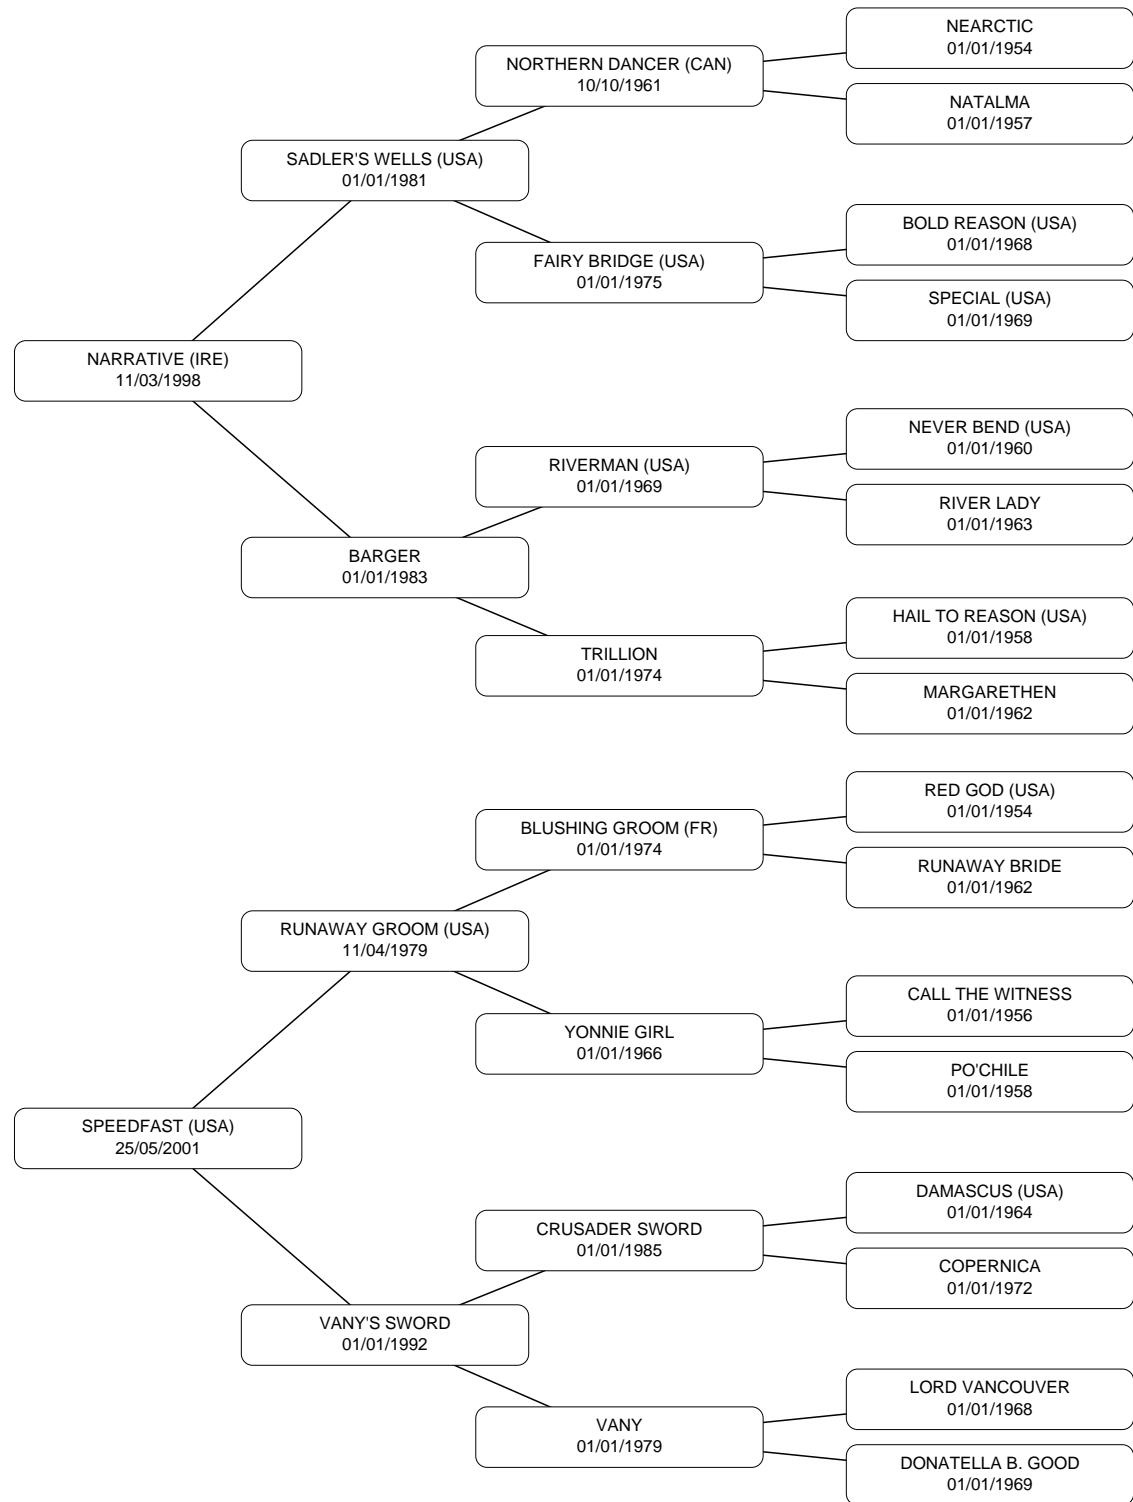 NEARCTIC
01/01/1954
NORTHERN DANCER (CAN)
10/10/1961
NATALMA
01/01/1957
SADLER'S WELLS (USA)
01/01/1981
BOLD REASON (USA)
01/01/1968
FAIRY BRIDGE (USA)
01/01/1975
SPECIAL (USA)
01/01/1969
NARRATIVE (IRE)
11/03/1998
NEVER BEND (USA)
01/01/1960
RIVERMAN (USA)
01/01/1969
RIVER LADY
01/01/1963
BARGER
01/01/1983
HAIL TO REASON (USA)
01/01/1958
TRILLION
01/01/1974
MARGARETHEN
01/01/1962
RED GOD (USA)
01/01/1954
BLUSHING GROOM (FR)
01/01/1974
RUNAWAY BRIDE
01/01/1962
RUNAWAY GROOM (USA)
11/04/1979
CALL THE WITNESS
01/01/1956
YONNIE GIRL
01/01/1966
PO'CHILE
01/01/1958
SPEEDFAST (USA)
25/05/2001
DAMASCUS (USA)
01/01/1964
CRUSADER SWORD
01/01/1985
COPERNICA
01/01/1972
VANY'S SWORD
01/01/1992
LORD VANCOUVER
01/01/1968
VANY
01/01/1979
DONATELLA B. GOOD
01/01/1969